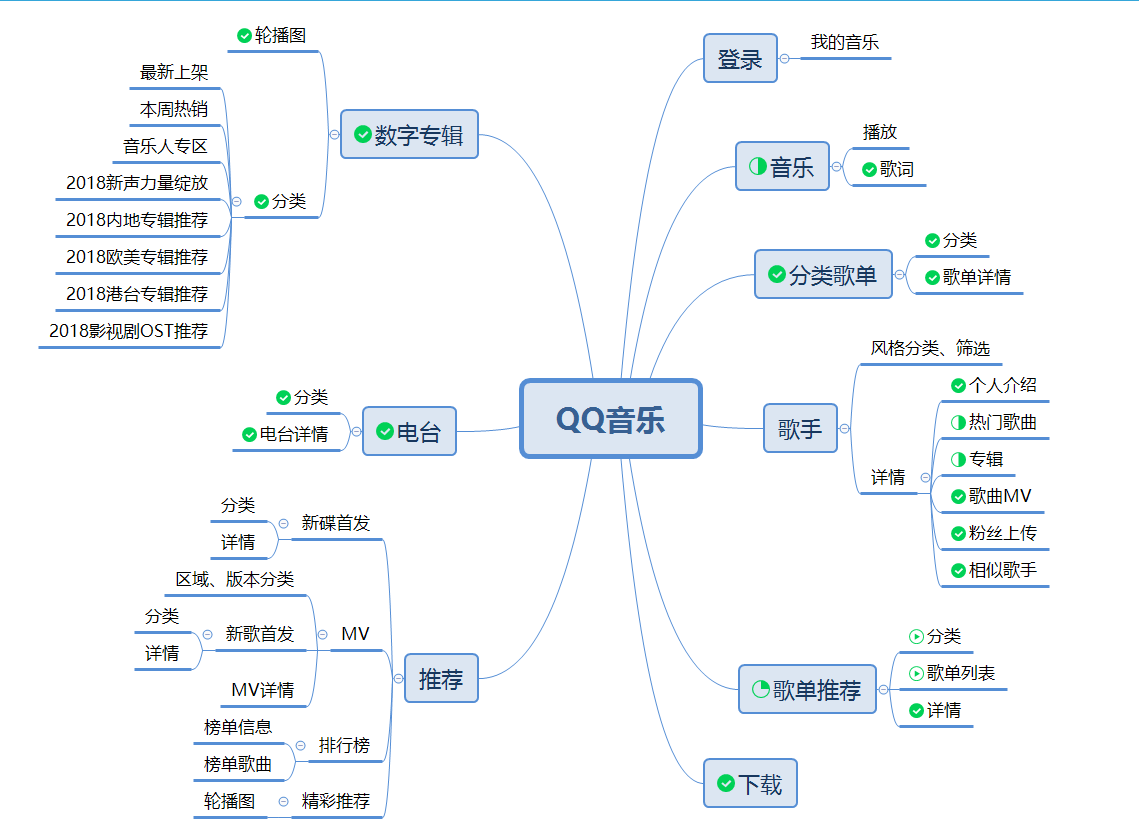 QQ音乐
登录
我的音乐
音乐
播放
歌词
分类歌单
分类
歌单详情
歌手
风格分类、筛选
详情
个人介绍
热门歌曲
专辑
歌曲MV
粉丝上传
相似歌手
歌单推荐
分类
歌单列表
详情
下载
数字专辑
轮播图
分类
最新上架
本周热销
音乐人专区
2018新声力量绽放
2018内地专辑推荐
2018欧美专辑推荐
2018港台专辑推荐
2018影视剧OST推荐
电台
分类
电台详情
推荐
新碟首发
分类
详情
MV
区域、版本分类
新歌首发
分类
详情
MV详情
排行榜
榜单信息
榜单歌曲
精彩推荐
轮播图